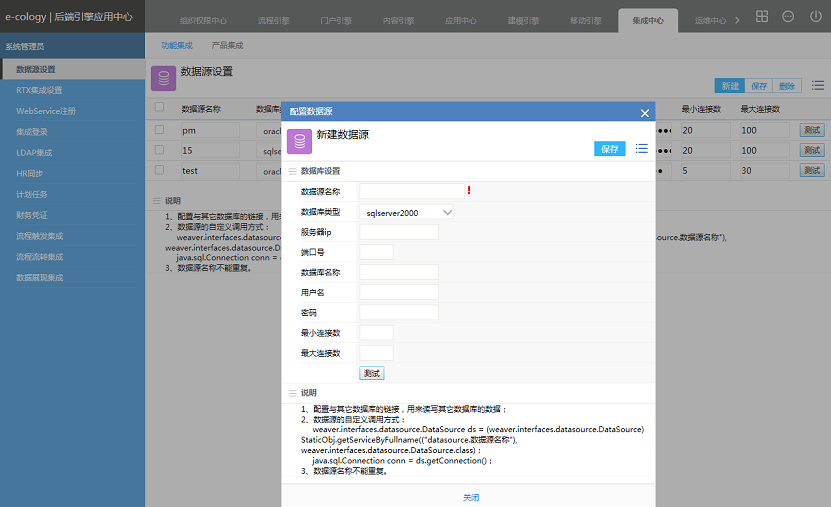 e-cology | 后端引擎应用中心
组织权限中心 流程引擎 门户引擎 内容引擎 应用中心 建模引擎 移动引擎 集成中心 运维中心
系统管理员
功能集成 产品集成
数据源设置
RTX集成设置
WebService注册
集成登录
LDAP集成
HR同步
计划任务
财务凭证
流程触发集成
流程流转集成
数据展现集成
数据源设置
新建 保存 删除
数据源名称 数据库 最小连接数 最大连接数
pm orac 20 100 测试
15 sqlse 20 100 测试
test orac 5 30 测试
说明
1、配置与其它数据库的链接，用来
2、数据源的自定义调用方式：
weaver.interfaces.datasource
weaver.interfaces.datasource.D
java.sql.Connection conn =
3、数据源名称不能重复。
source.数据源名称"),
配置数据源
新建数据源
保存
数据库设置
数据源名称 !
数据库类型 sqlserver2000
服务器ip
端口号
数据库名称
用户名
密码
最小连接数
最大连接数
测试
说明
1、配置与其它数据库的链接，用来读写其它数据库的数据；
2、数据源的自定义调用方式：
weaver.interfaces.datasource.DataSource ds = (weaver.interfaces.datasource.DataSource)
StaticObj.getServiceByFullname(("datasource.数据源名称"),
weaver.interfaces.datasource.DataSource.class)；
java.sql.Connection conn = ds.getConnection()；
3、数据源名称不能重复。
关闭